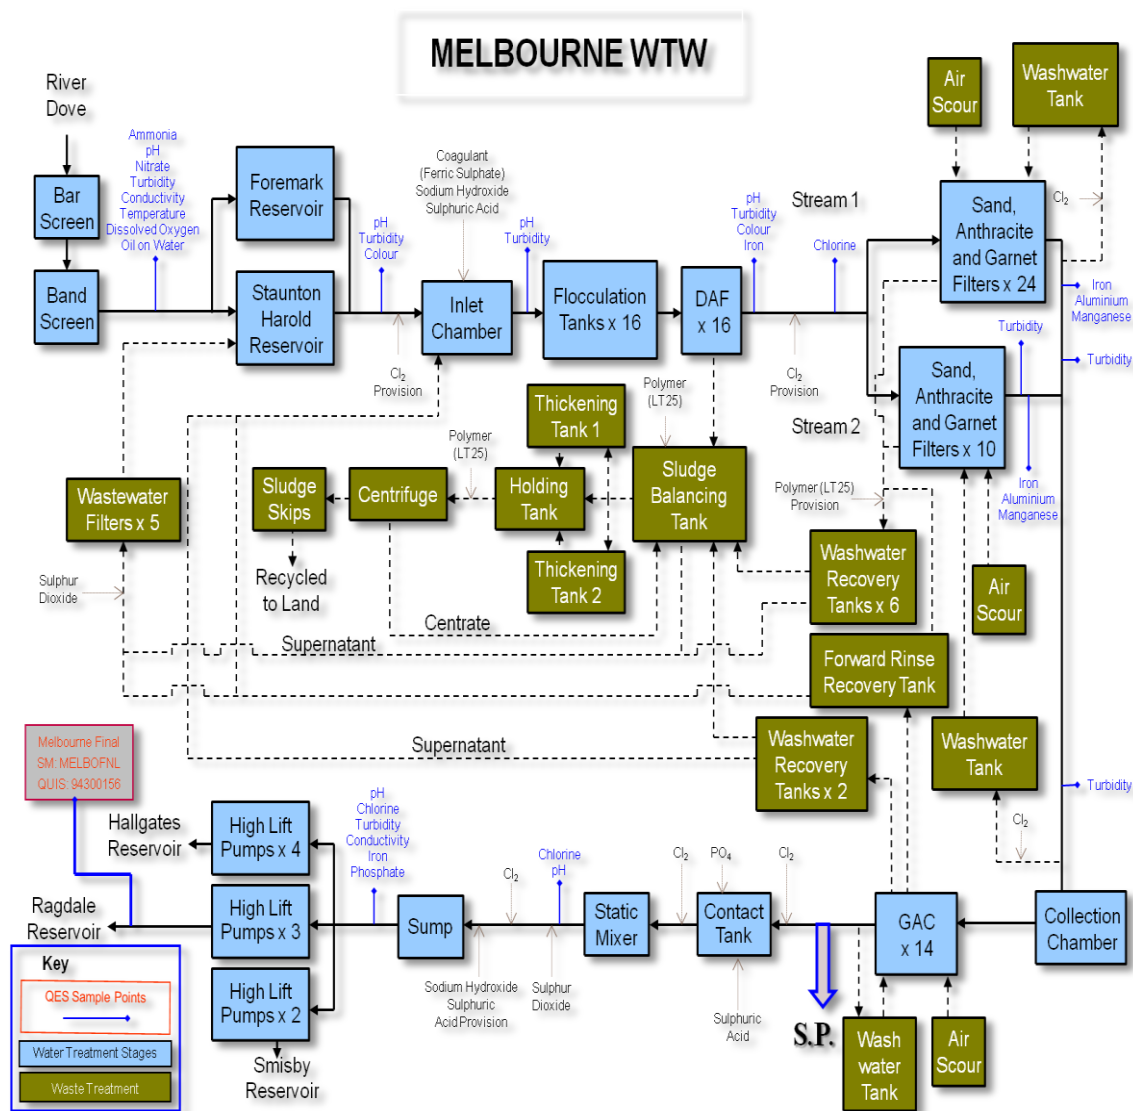 MELBOURNE WTW
River
Dove
Bar
Screen
Band
Screen
Ammonia
pH
Nitrate
Turbidity
Conductivity
Temperature
Dissolved Oxygen
Oil on Water
Foremark
Reservoir
Staunton
Harold
Reservoir
pH
Turbidity
Colour
Cl2
Provision
Coagulant
(Ferric Sulphate)
Sodium Hydroxide
Sulphuric Acid
Inlet
Chamber
pH
Turbidity
Flocculation
Tanks x 16
DAF
x 16
pH
Turbidity
Colour
Iron
Cl2
Provision
Chlorine
Stream 1
Stream 2
Air
Scour
Washwater
Tank
Cl2
Sand,
Anthracite
and Garnet
Filters x 24
Iron
Aluminium
Manganese
Turbidity
Turbidity
Sand,
Anthracite
and Garnet
Filters x 10
Iron
Aluminium
Manganese
Polymer
(LT25)
Thickening
Tank 1
Polymer
(LT25)
Sludge
Skips
Centrifuge
Holding
Tank
Sludge
Balancing
Tank
Thickening
Tank 2
Recycled
to Land
Wastewater
Filters x 5
Sulphur
Dioxide
Centrate
Supernatant
Polymer (LT25)
Provision
Washwater
Recovery
Tanks x 6
Air
Scour
Forward Rinse
Recovery Tank
Supernatant
Washwater
Recovery
Tanks x 2
Washwater
Tank
Turbidity
Cl2
Melbourne Final
SM: MELBOFNL
QUIS: 94300156
Hallgates
Reservoir
High Lift
Pumps x 4
Ragdale
Reservoir
High Lift
Pumps x 3
High Lift
Pumps x 2
Smisby
Reservoir
pH
Chlorine
Turbidity
Conductivity
Iron
Phosphate
Sump
Cl2
Sodium Hydroxide
Sulphuric
Acid Provision
Chlorine
pH
Sulphur
Dioxide
Static
Mixer
Cl2
PO4
Cl2
Contact
Tank
Sulphuric
Acid
S.P.
GAC
x 14
Collection
Chamber
Wash
water
Tank
Air
Scour
Key
QES Sample Points
Water Treatment Stages
Waste Treatment